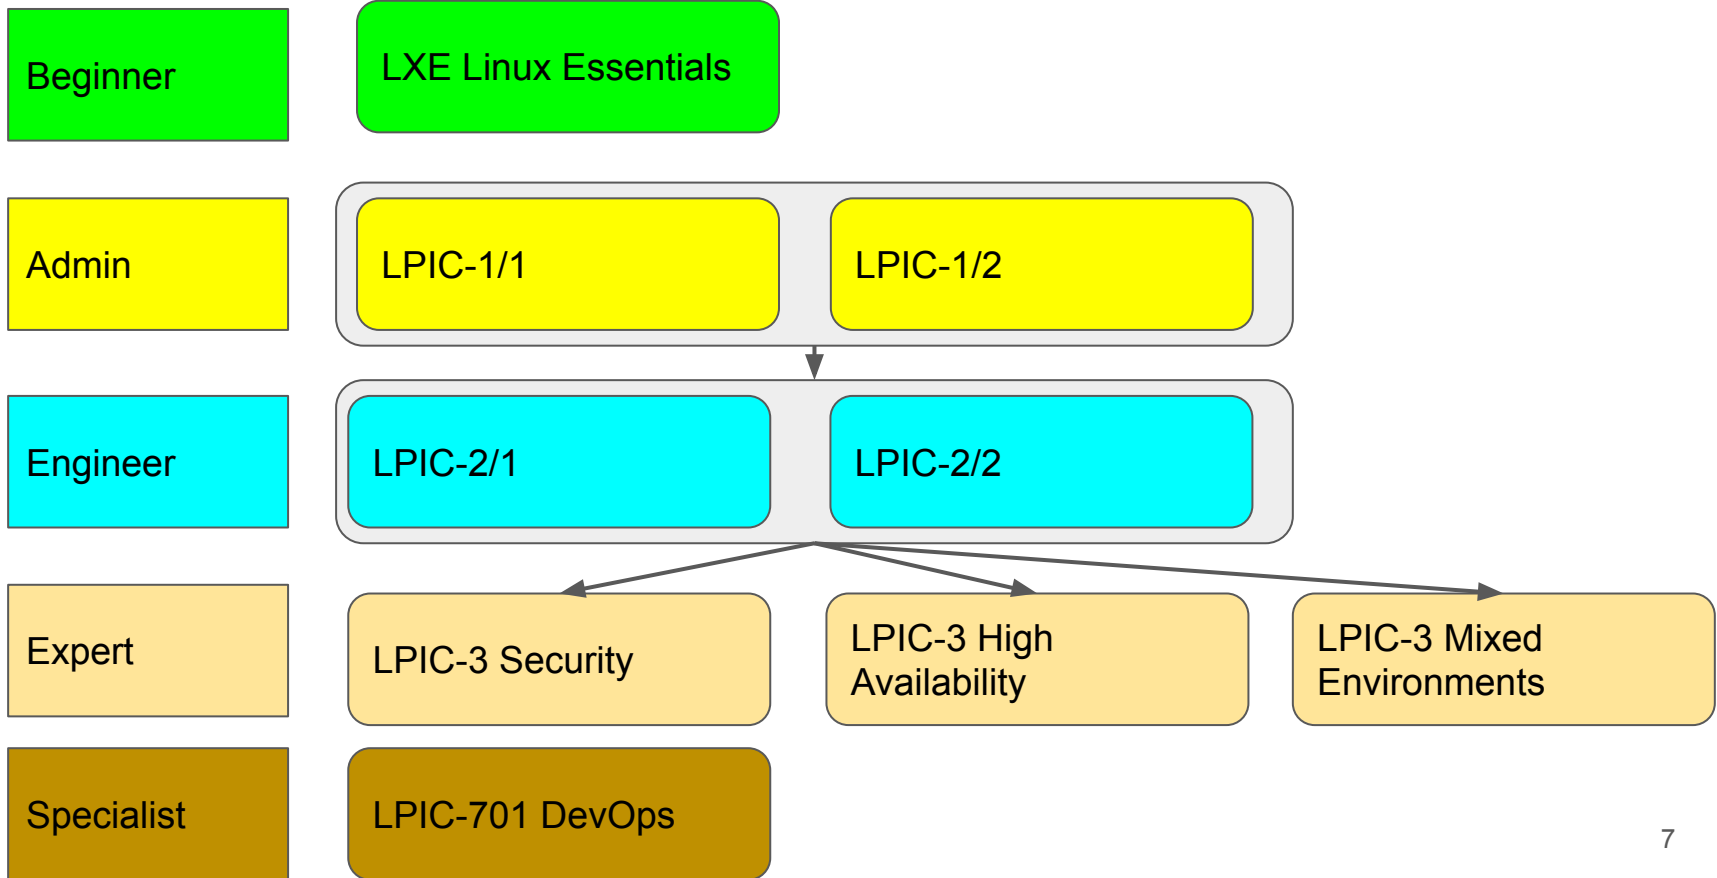 Beginner
LXE Linux Essentials
Admin
LPIC-1/1
LPIC-1/2
Engineer
LPIC-2/1
LPIC-2/2
Expert
LPIC-3 Security
LPIC-3 High
Availability
LPIC-3 Mixed
Environments
Specialist
LPIC-701 DevOps
7